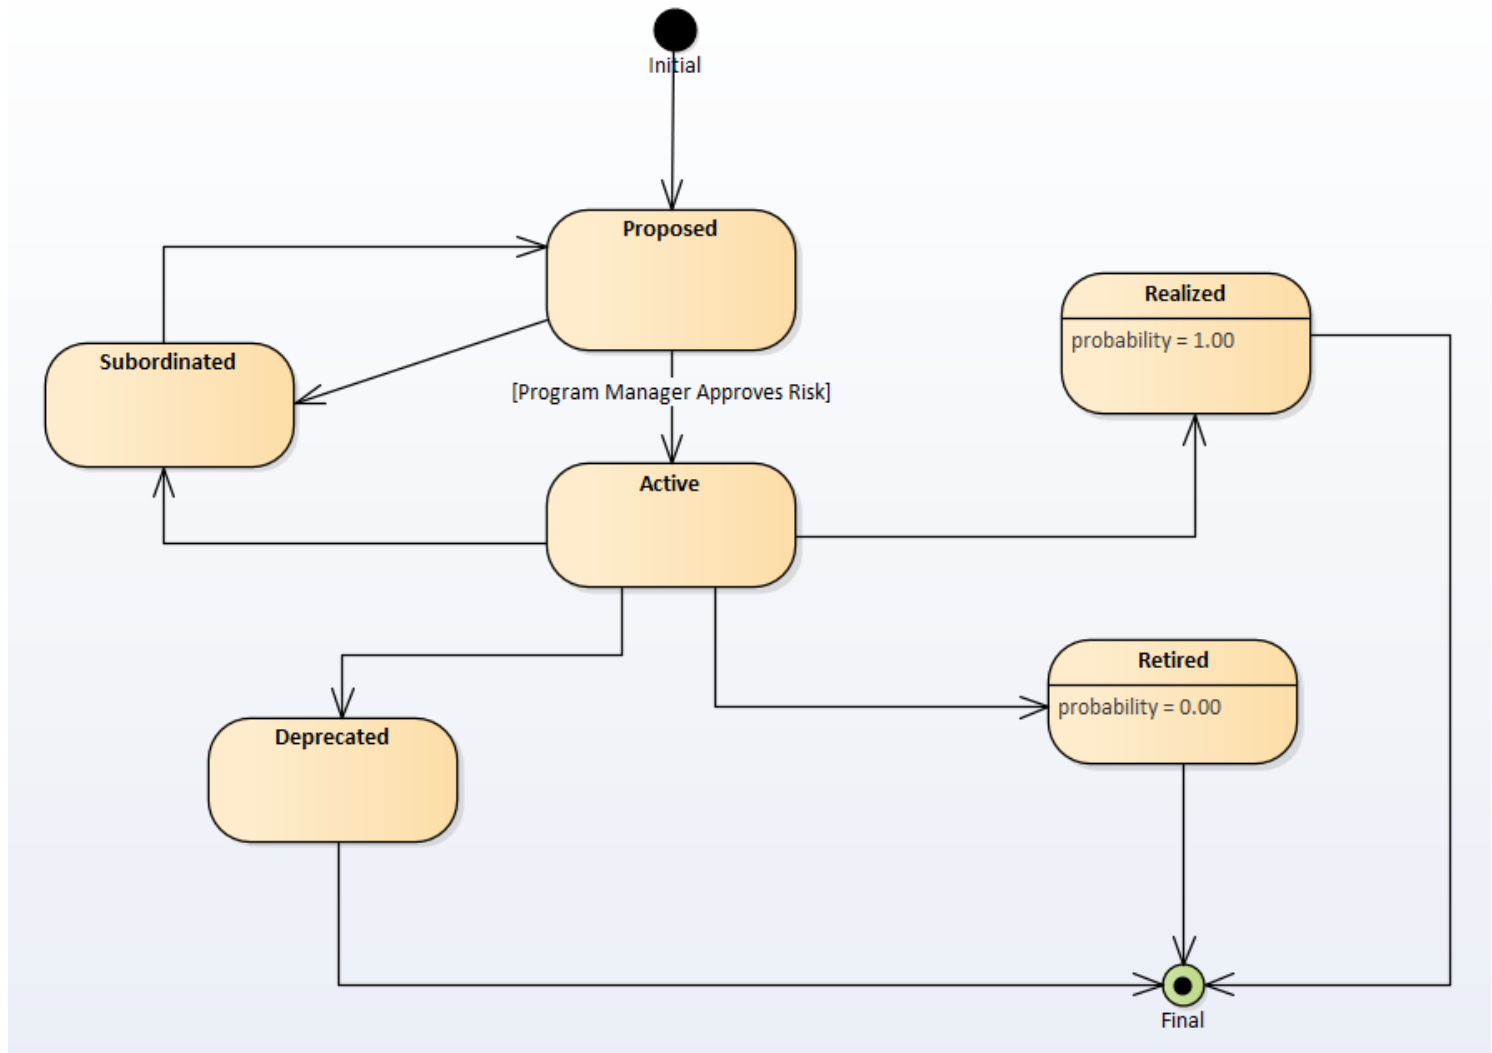 Initial
Proposed
Realized
probability = 1.00
Subordinated
[Program Manager Approves Risk]
Active
Retired
probability = 0.00
Deprecated
Final